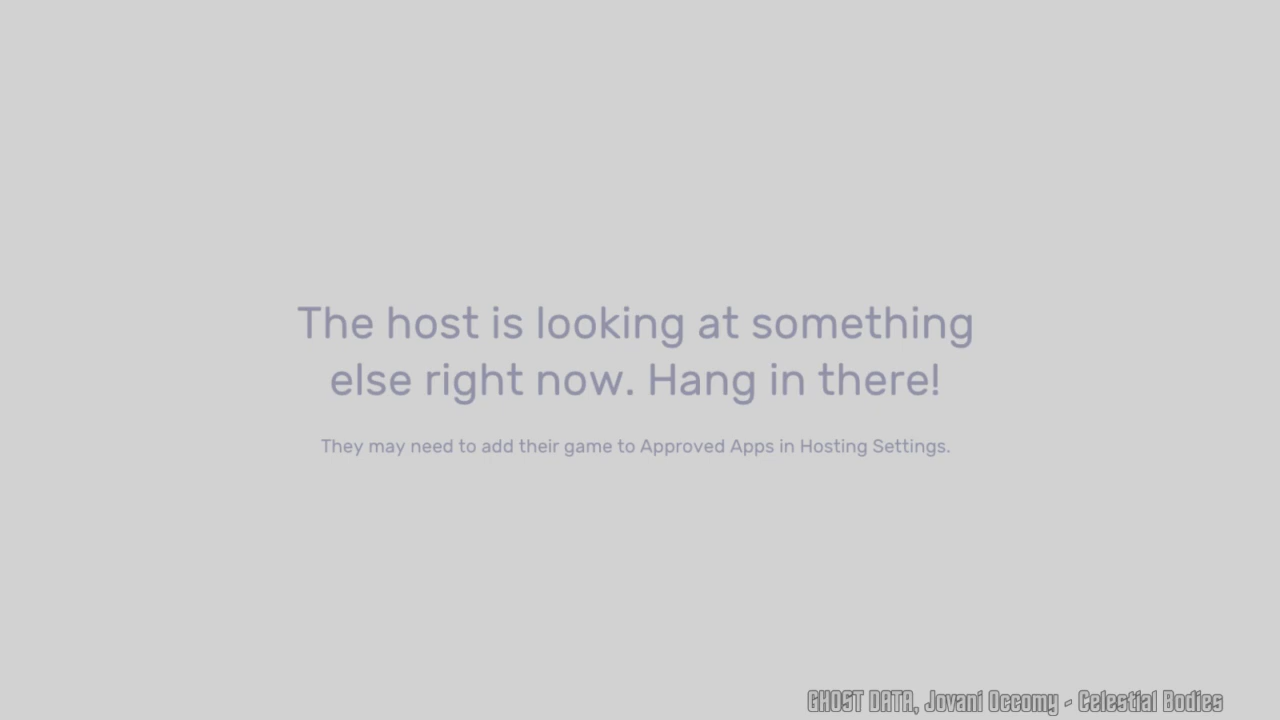 The host is looking at something
else right now. Hang in there!
They may need to add their game to Approved Apps in Hosting Settings.
GHOST DATA, Jovani Occomy - Celestial Bodies